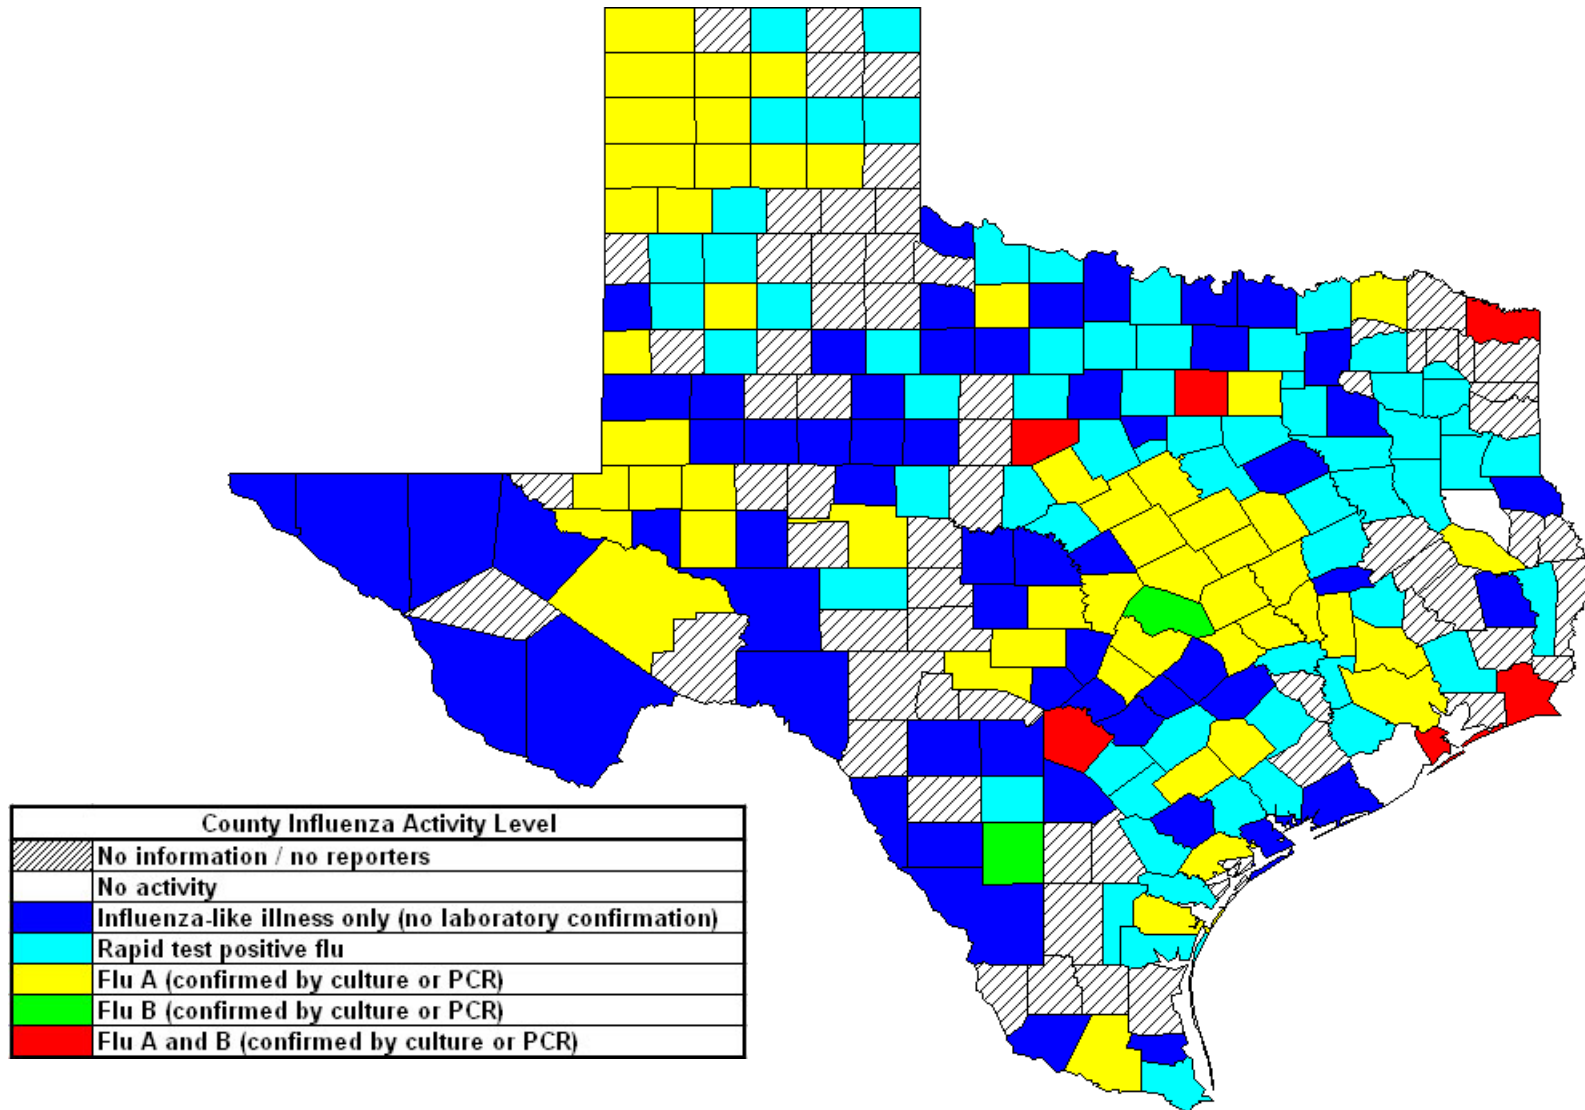 County Influenza Activity Level
No information / no reporters
No activity
Influenza-like illness only (no laboratory confirmation)
Rapid test positive flu
Flu A (confirmed by culture or PCR)
Flu B (confirmed by culture or PCR)
Flu A and B (confirmed by culture or PCR)